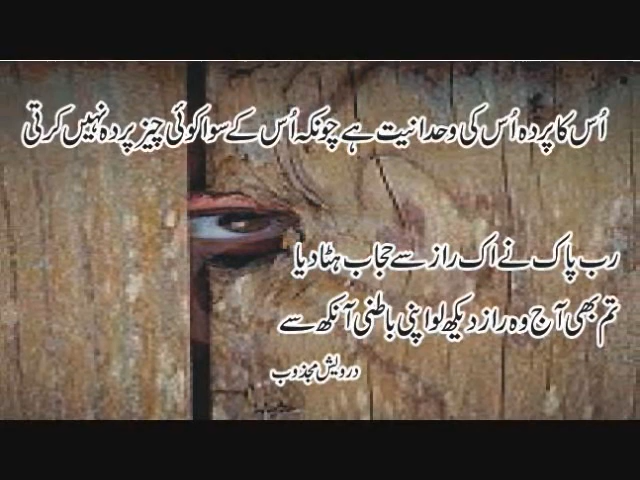 اُس کا پردہ اُس کی وحدانیت ہے چونکہ اُس کے سوا کوئی چیز پردہ نہیں کرتی
رب پاک نے اک راز سے حجاب ہٹا دیا
تم بھی آج وہ راز دیکھ لو اپنی باطنی آنکھ سے
درویش مجذوب